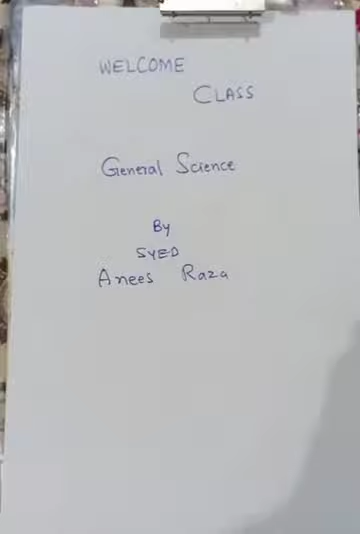 WELCOME
CLASS
General Science
By
SYED
Anees Raza